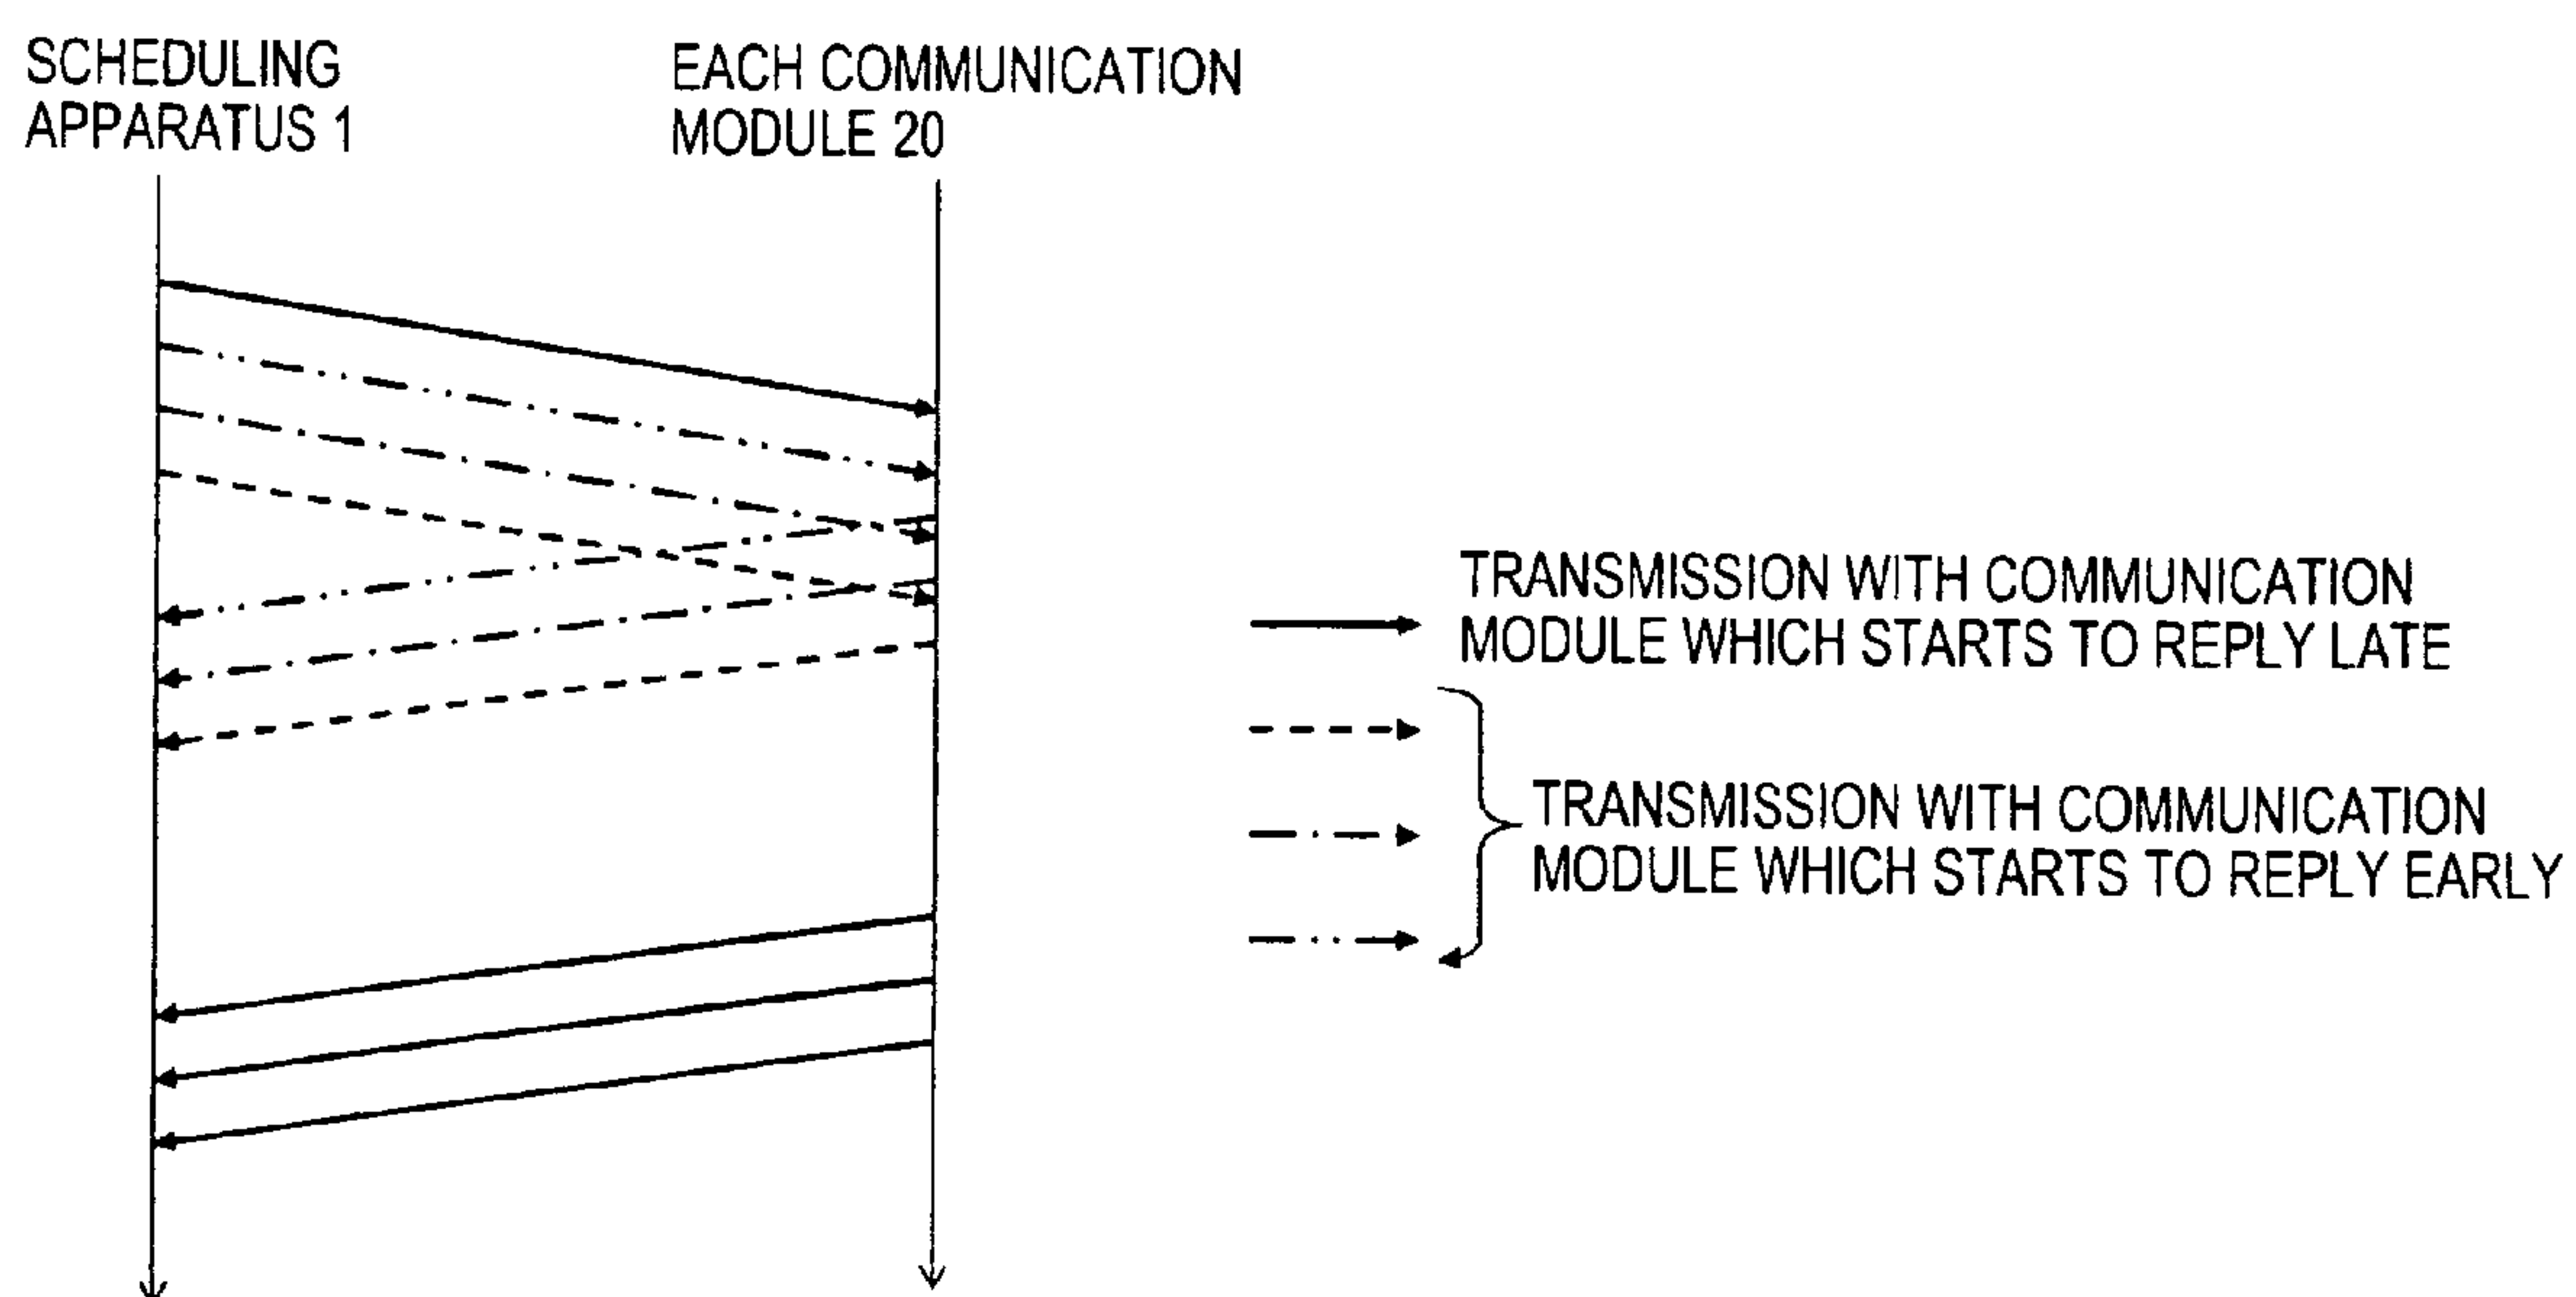 SCHEDULING
APPARATUS 1
EACH COMMUNICATION
MODULE 20
TRANSMISSION WITH COMMUNICATION
MODULE WHICH STARTS TO REPLY LATE
TRANSMISSION WITH COMMUNICATION
MODULE WHICH STARTS TO REPLY EARLY